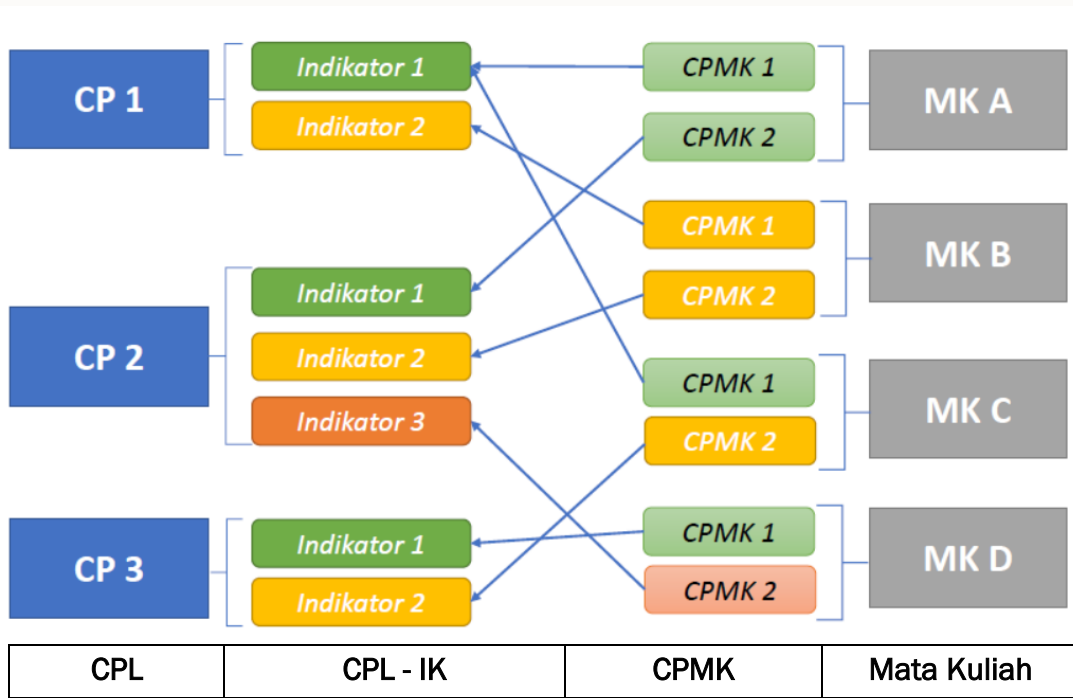 CP 1
Indikator 1
Indikator 2
CPMK 1
CPMK 2
MK A
CPMK 1
CPMK 2
MK B
CP 2
Indikator 1
Indikator 2
Indikator 3
CPMK 1
CPMK 2
MK C
CP 3
Indikator 1
Indikator 2
CPMK 1
CPMK 2
MK D
CPL
CPL - IK
CPMK
Mata Kuliah